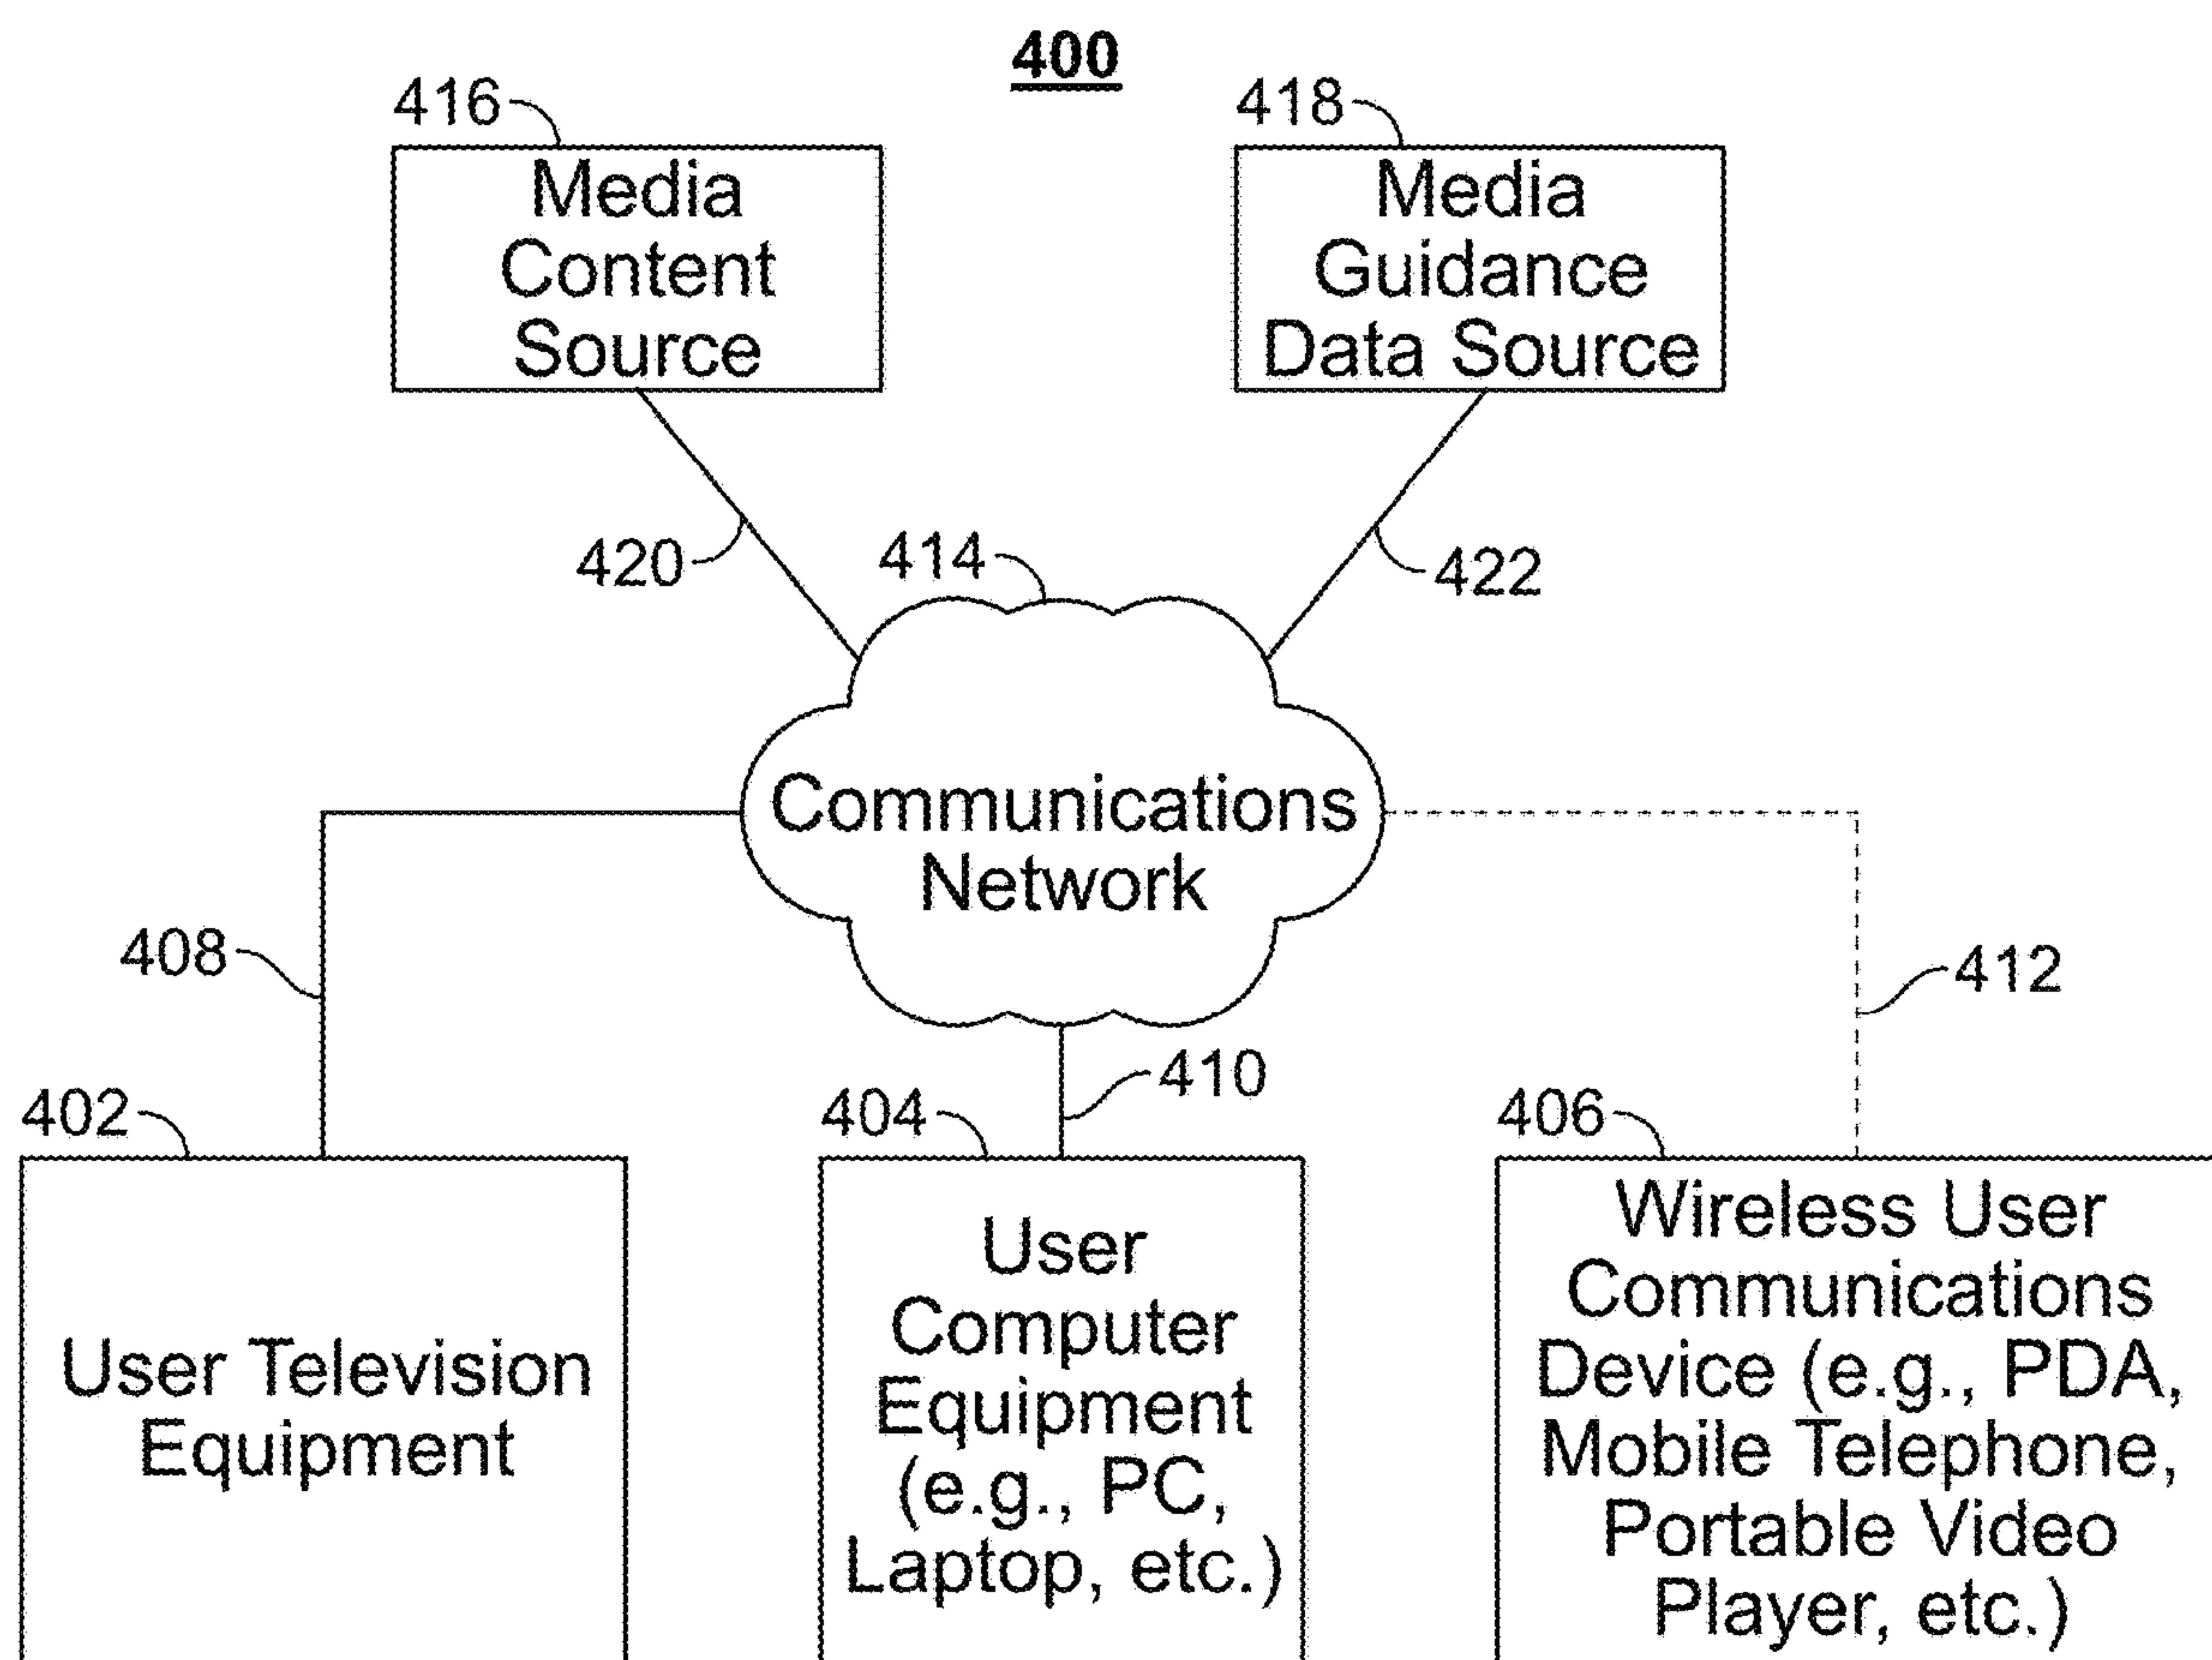 400
416
418
Media
Content
Source
Media
Guidance
Data Source
420
414
422
Communications
Network
408
412
410
402
404
406
User Television
Equipment
User
Computer
Equipment
(e.g., PC,
Laptop, etc.)
Wireless User
Communications
Device (e.g., PDA,
Mobile Telephone,
Portable Video
Player, etc.)